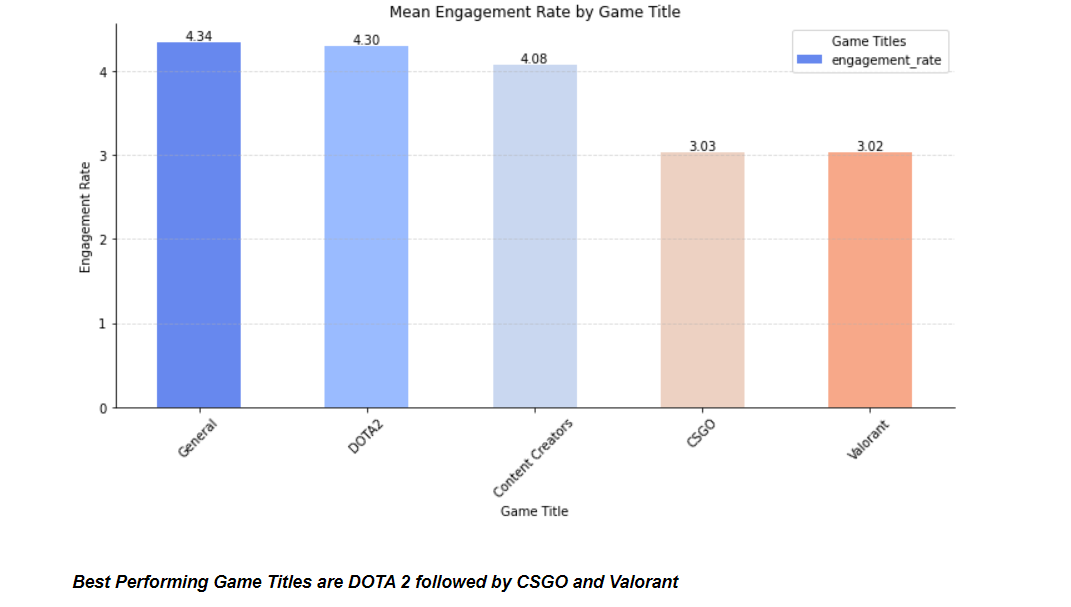 Mean Engagement Rate by Game Title
Game Titles
engagement_rate
4.34
4.30
4.08
3.03
3.02
4
3
2
1
0
Engagement Rate
General
DOTA2
Content Creators
CSGO
Valorant
Game Title
Best Performing Game Titles are DOTA 2 followed by CSGO and Valorant